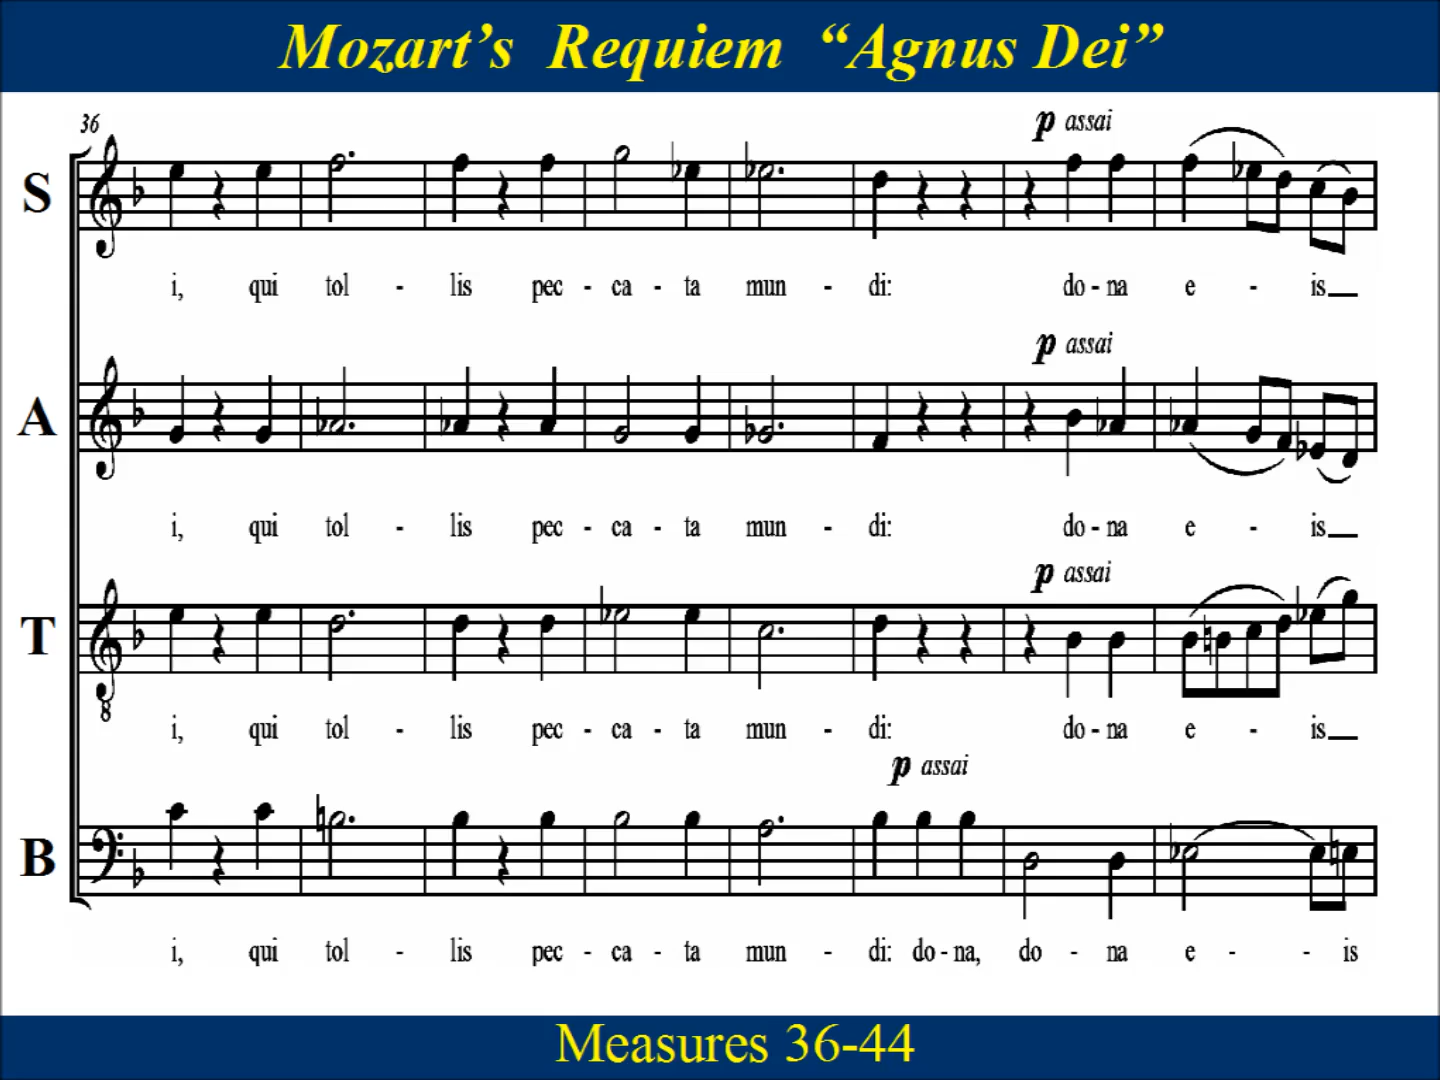 Mozart’s Requiem “Agnus Dei”
36
p assai
S
i, qui tol - lis pec - ca - ta mun - di: do - na e - is
p assai
A
i, qui tol - lis pec - ca - ta mun - di: do - na e - is
p assai
T
8
i, qui tol - lis pec - ca - ta mun - di: do - na e - is
p assai
B
i, qui tol - lis pec - ca - ta mun - di: do - na, do - na e - - is
Measures 36-44